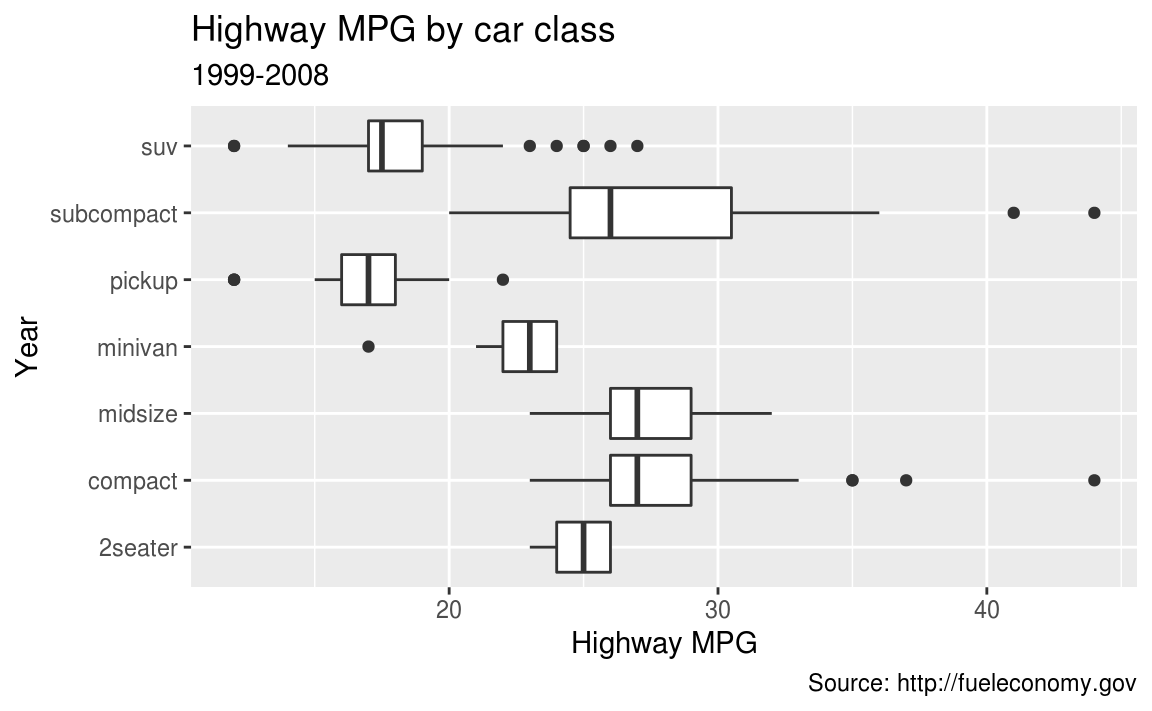 Highway MPG by car class
1999-2008
suv
subcompact
pickup
minivan
midsize
compact
2seater
Year
20 30 40
Highway MPG
Source: http://fueleconomy.gov